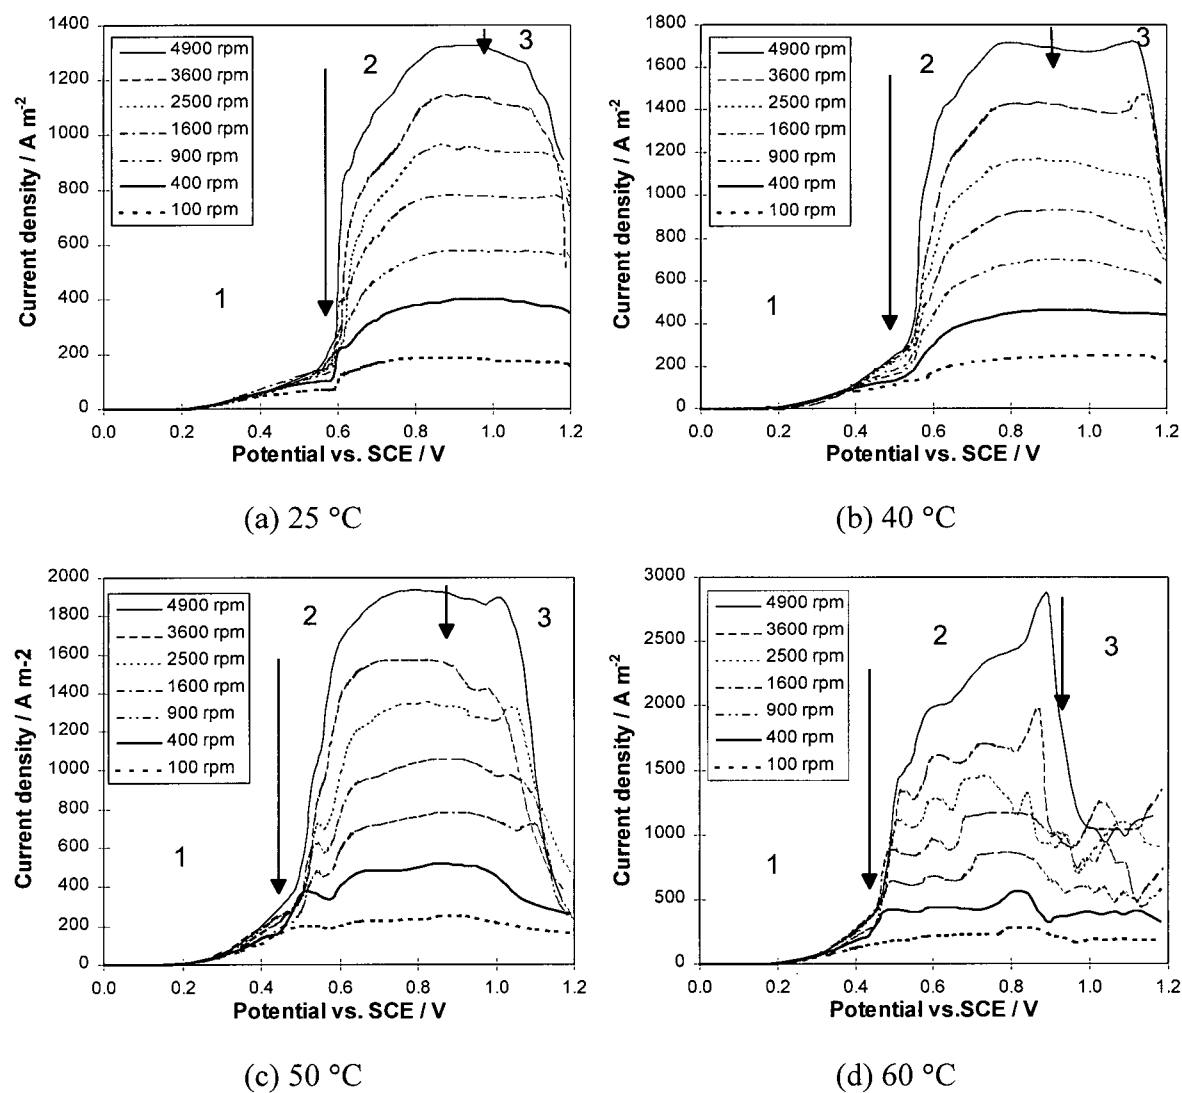 1400
1200
1000
800
600
400
200
0
Current density / A m-2
4900 rpm
3600 rpm
2500 rpm
1600 rpm
900 rpm
400 rpm
100 rpm
1
2
3
0.0 0.2 0.4 0.6 0.8 1.0 1.2
Potential vs. SCE / V
(a) 25 °C
1800
1600
1400
1200
1000
800
600
400
200
0
Current density / A m-2
4900 rpm
3600 rpm
2500 rpm
1600 rpm
900 rpm
400 rpm
100 rpm
1
2
3
0.0 0.2 0.4 0.6 0.8 1.0 1.2
Potential vs. SCE / V
(b) 40 °C
2000
1800
1600
1400
1200
1000
800
600
400
200
0
Current density / A m-2
4900 rpm
3600 rpm
2500 rpm
1600 rpm
900 rpm
400 rpm
100 rpm
1
2
3
0.0 0.2 0.4 0.6 0.8 1.0 1.2
Potential vs. SCE / V
(c) 50 °C
3000
2500
2000
1500
1000
500
0
Current density / A m-2
4900 rpm
3600 rpm
2500 rpm
1600 rpm
900 rpm
400 rpm
100 rpm
1
2
3
0.0 0.2 0.4 0.6 0.8 1.0 1.2
Potential vs.SCE / V
(d) 60 °C